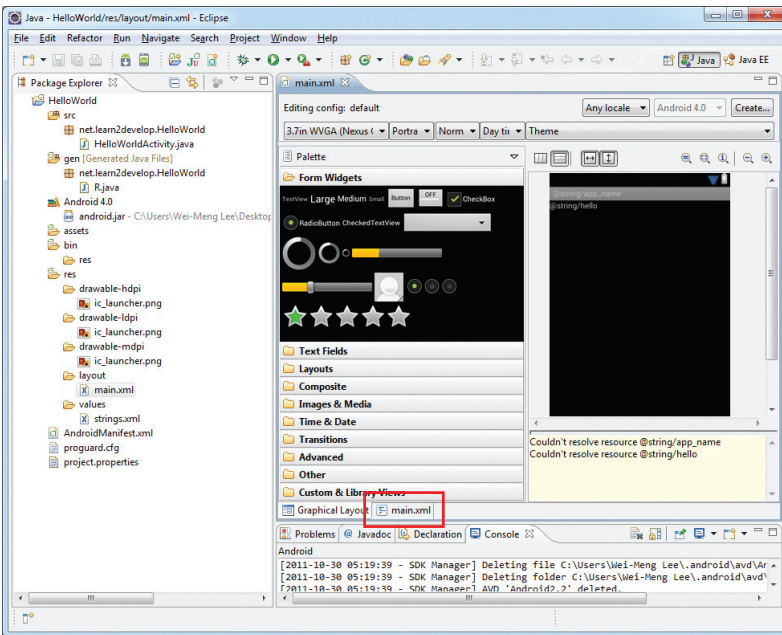 Java - HelloWorld/res/layout/main.xml - Eclipse
File Edit Refactor Run Navigate Search Project Window Help
Java Java EE
Package Explorer
HelloWorld
src
net.learn2develop.HelloWorld
HelloWorldActivity.java
gen [Generated Java Files]
net.learn2develop.HelloWorld
R.java
Android 4.0
android.jar - C:\Users\Wei-Meng Lee\Desktop
assets
bin
res
res
drawable-hdpi
ic_launcher.png
drawable-ldpi
ic_launcher.png
drawable-mdpi
ic_launcher.png
layout
main.xml
values
strings.xml
AndroidManifest.xml
proguard.cfg
project.properties
main.xml
Editing config: default
Any locale Android 4.0 Create...
3.7in WVGA (Nexus Portra Norm Day tir Theme
Palette
Form Widgets
TextView Large Medium Small Button OFF CheckBox
RadioButton CheckedTextView
Text Fields
Layouts
Composite
Images & Media
Time & Date
Transitions
Advanced
Other
Custom & Library Views
@string/app_name
@string/hello
Couldn't resolve resource @string/app_name
Couldn't resolve resource @string/hello
Graphical Layout main.xml
Problems @ Javadoc Declaration Console
Android
[2011-10-30 05:19:39 - SDK Manager] Deleting file C:\Users\Wei-Meng Lee\.android\avd\An
[2011-10-30 05:19:39 - SDK Manager] Deleting folder C:\Users\Wei-Meng Lee\.android\avd\
[2011-10-30 05:19:39 - SDK Manager] AVD 'Android2.2' deleted.